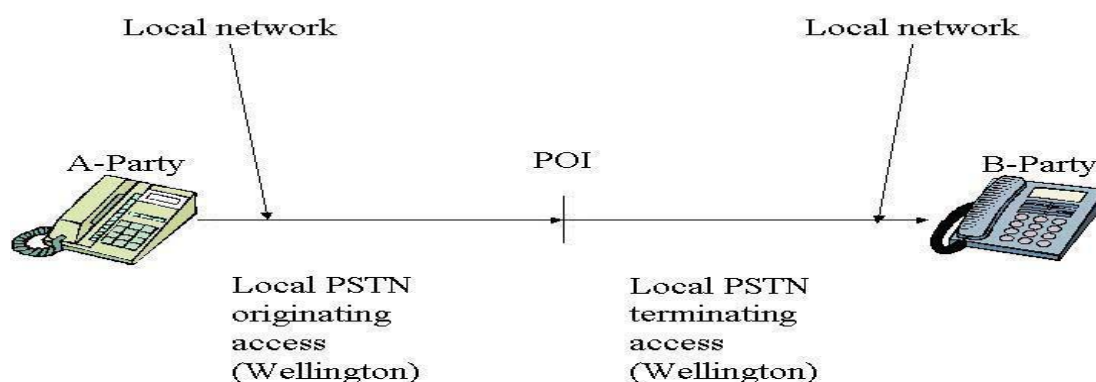 Local network
Local network
A-Party
POI
B-Party
Local PSTN
originating
access
(Wellington)
Local PSTN
terminating
access
(Wellington)